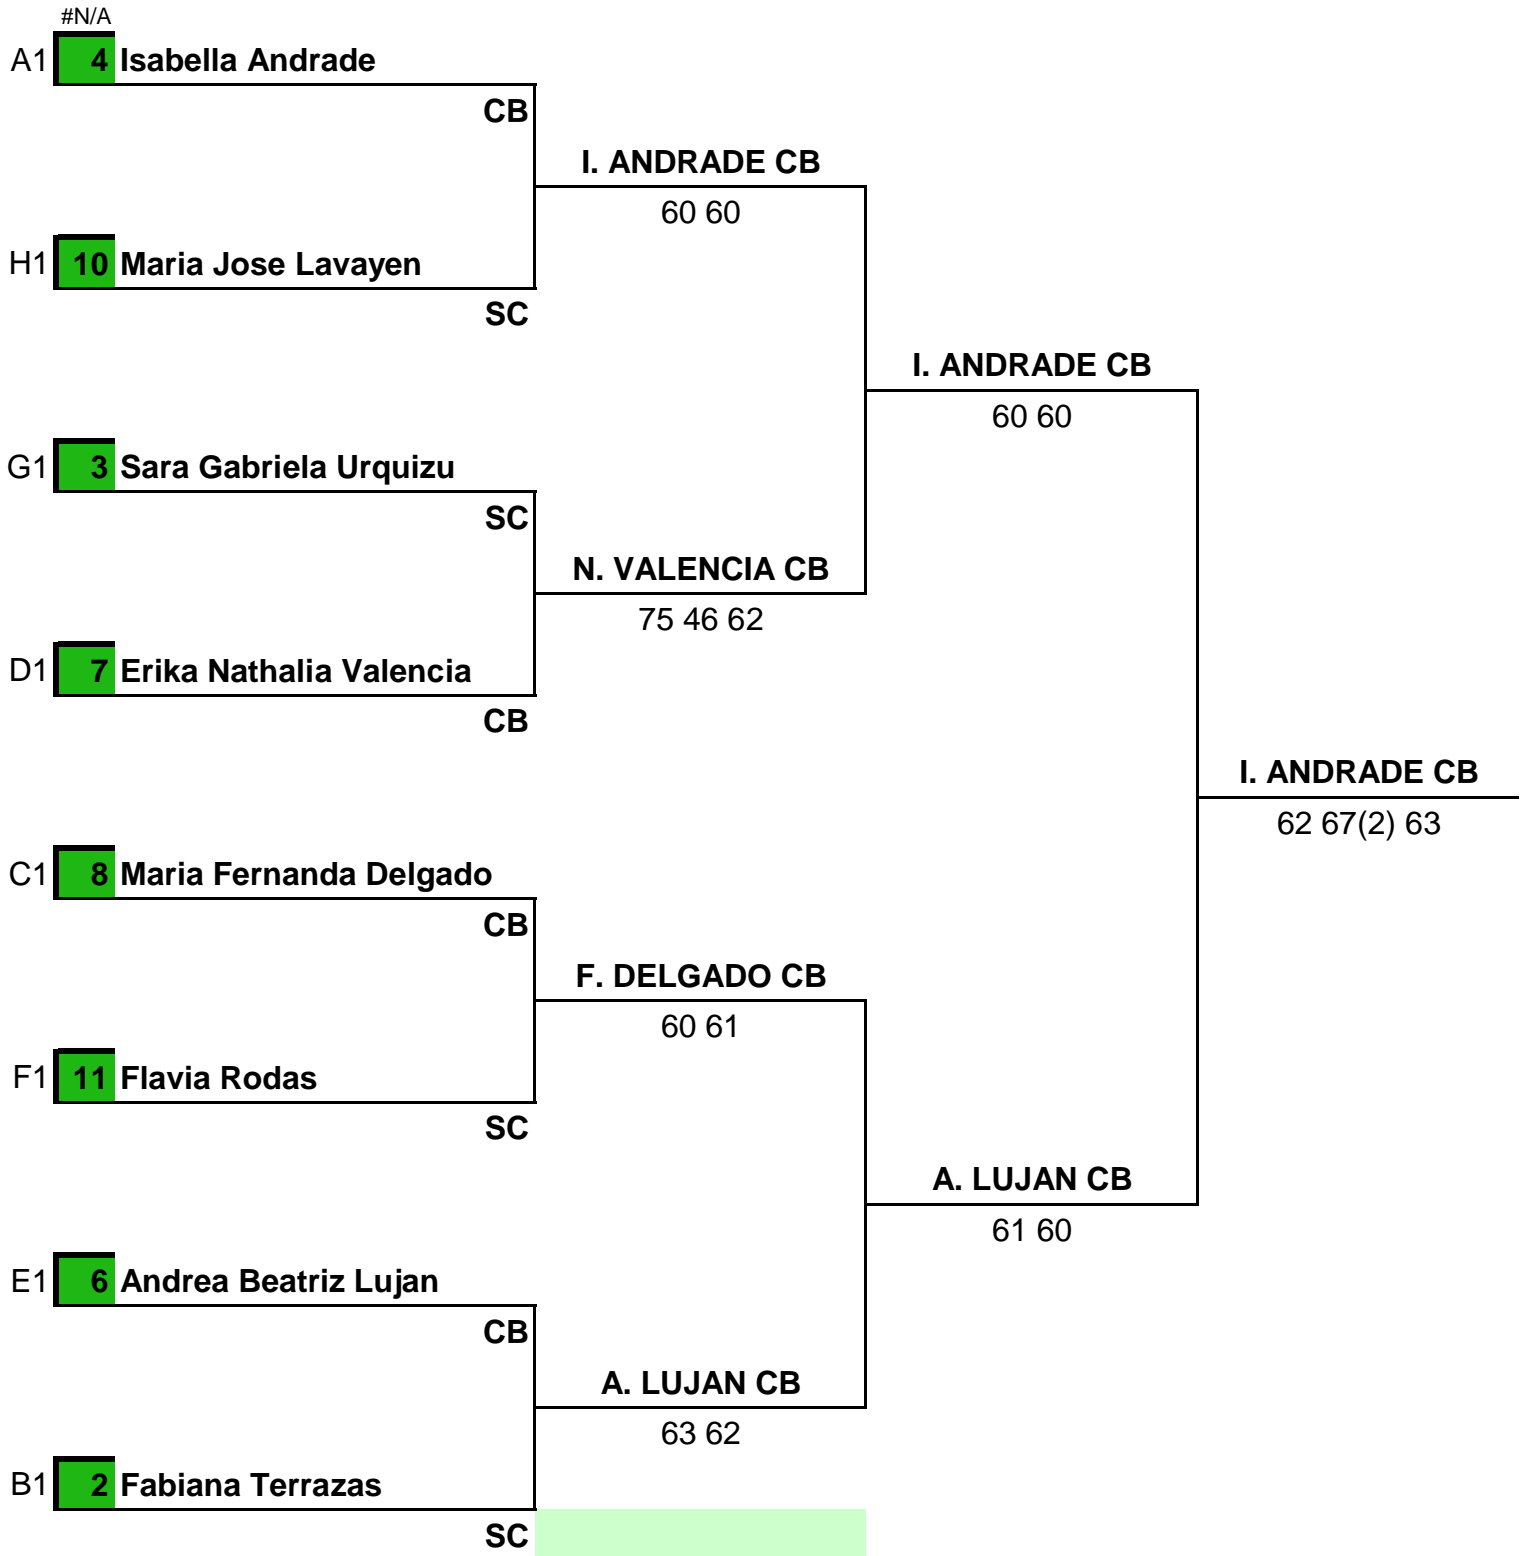 #N/A
A1 4 Isabella Andrade
CB
I. ANDRADE CB
60 60
H1 10 Maria Jose Lavayen
SC
I. ANDRADE CB
60 60
G1 3 Sara Gabriela Urquizu
SC
N. VALENCIA CB
75 46 62
D1 7 Erika Nathalia Valencia
CB
I. ANDRADE CB
62 67(2) 63
C1 8 Maria Fernanda Delgado
CB
F. DELGADO CB
60 61
F1 11 Flavia Rodas
SC
A. LUJAN CB
61 60
E1 6 Andrea Beatriz Lujan
CB
A. LUJAN CB
63 62
B1 2 Fabiana Terrazas
SC